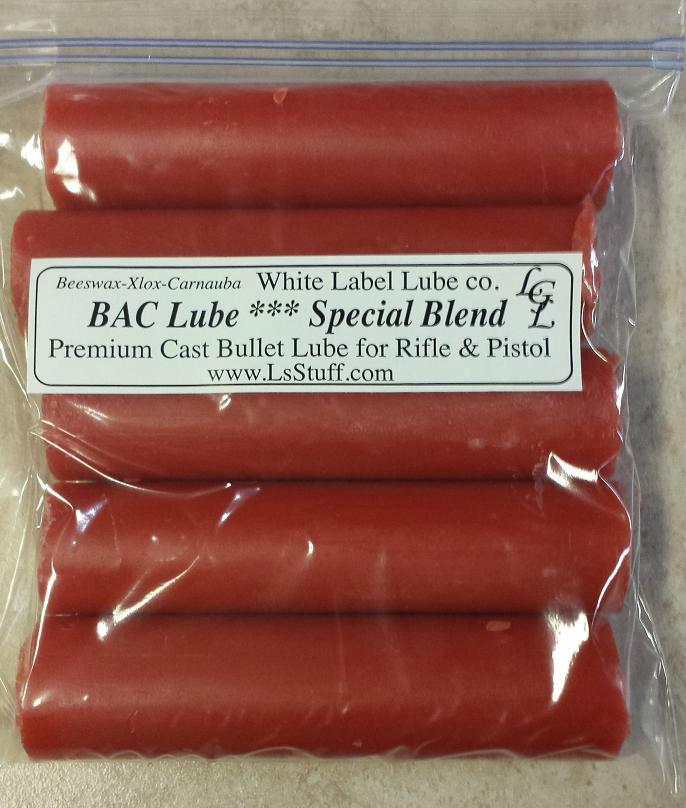 Beeswax-Xlox-Carnauba White Label Lube co.
BAC Lube *** Special Blend
Premium Cast Bullet Lube for Rifle & Pistol
www.LsStuff.com